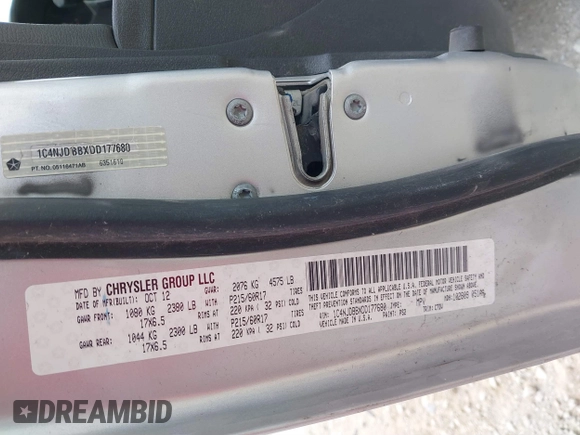 1C4NJDBBXDD177680
PT. NO. 05116471AB 6351610
MFD BY CHRYSLER GROUP LLC
DATE OF MFR(BUILT): OCT 12 GVWR: 2076 KG 4575 LB
GAWR FRONT: 1080 KG 2300 LB WITH TIRES
17X6.5 RIMS AT P215/60R17
220 KPA ( 32 PSI) COLD
GAWR REAR: 1044 KG 2300 LB WITH TIRES
17X6.5 RIMS AT P215/60R17
220 KPA ( 32 PSI) COLD
THIS VEHICLE CONFORMS TO ALL APPLICABLE U.S.A. FEDERAL MOTOR VEHICLE SAFETY AND
THEFT PREVENTION STANDARDS IN EFFECT ON THE DATE OF MANUFACTURE SHOWN ABOVE.
VIN: 1C4NJDBBXDD177680 TYPE: MPV
MADE IN U.S.A. PAINT: PS2
© DREAMBID